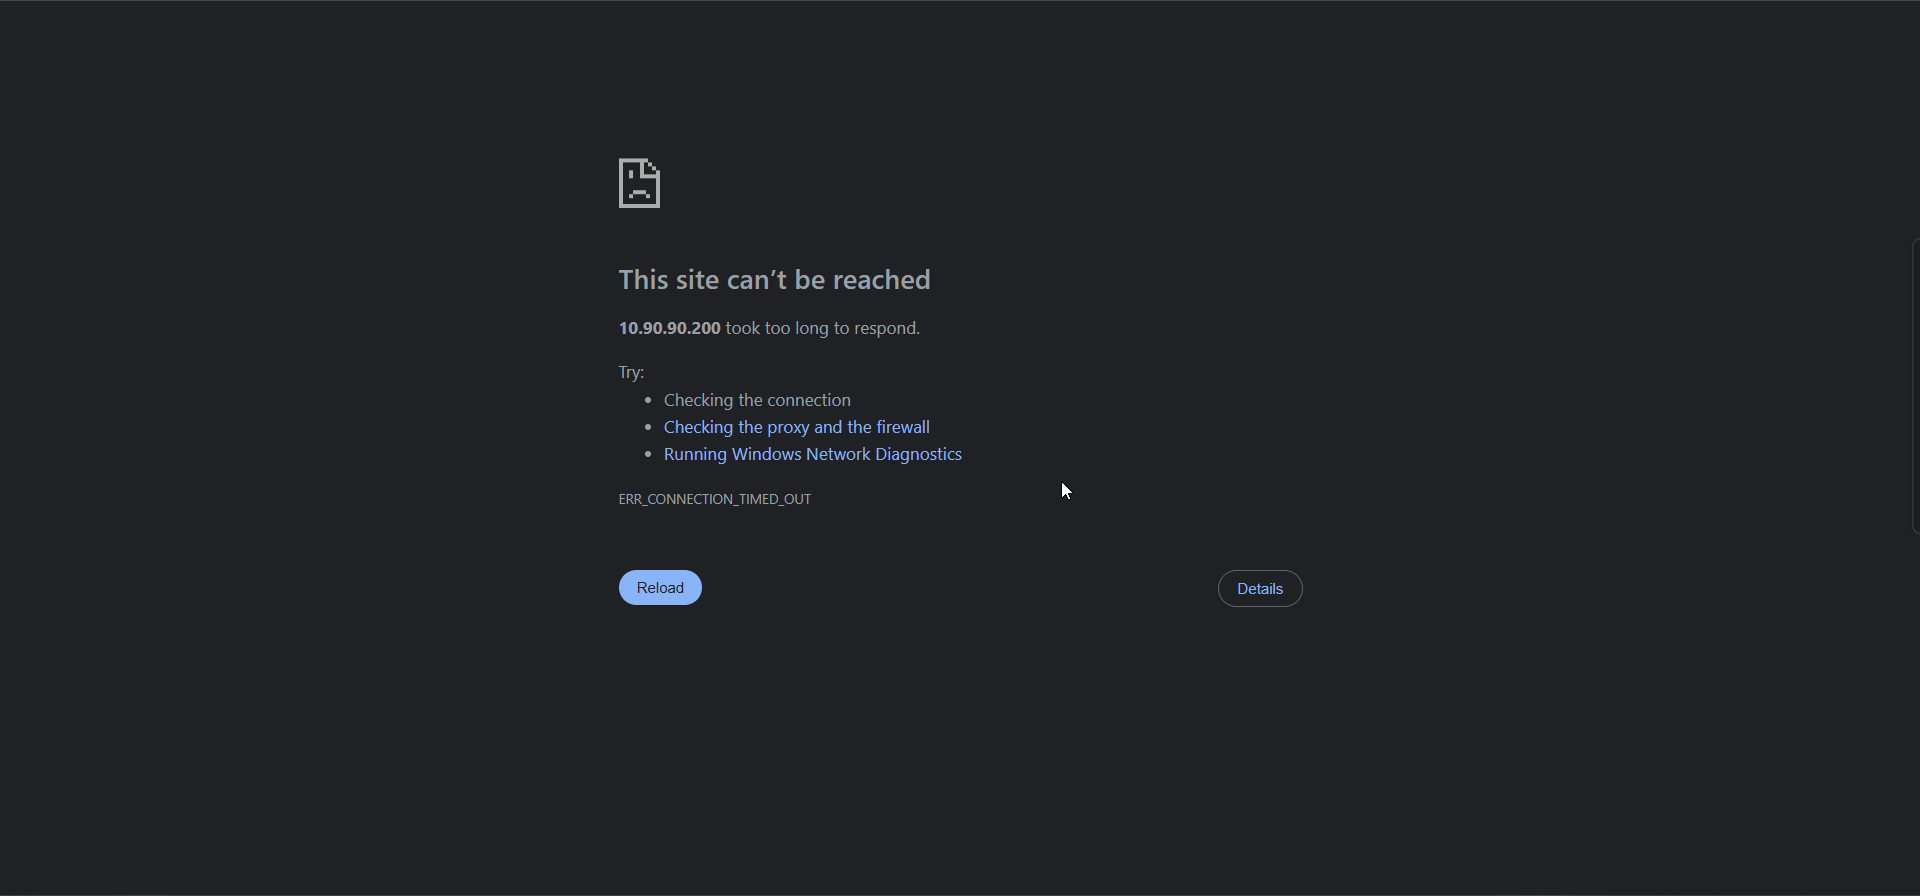 This site can’t be reached
10.90.90.200 took too long to respond.
Try:
• Checking the connection
• Checking the proxy and the firewall
• Running Windows Network Diagnostics
ERR_CONNECTION_TIMED_OUT
Reload
Details